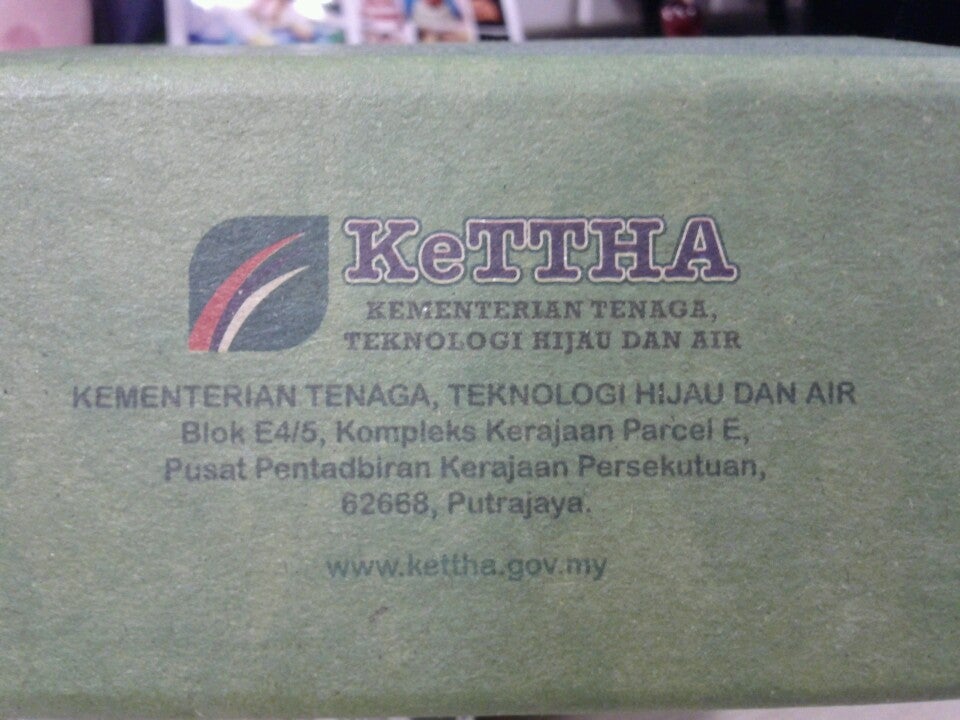 KeTTHA
KEMENTERIAN TENAGA,
TEKNOLOGI HIJAU DAN AIR
KEMENTERIAN TENAGA, TEKNOLOGI HIJAU DAN AIR
Blok E4/5, Kompleks Kerajaan Parcel E,
Pusat Pentadbiran Kerajaan Persekutuan,
62668, Putrajaya.
www.kettha.gov.my